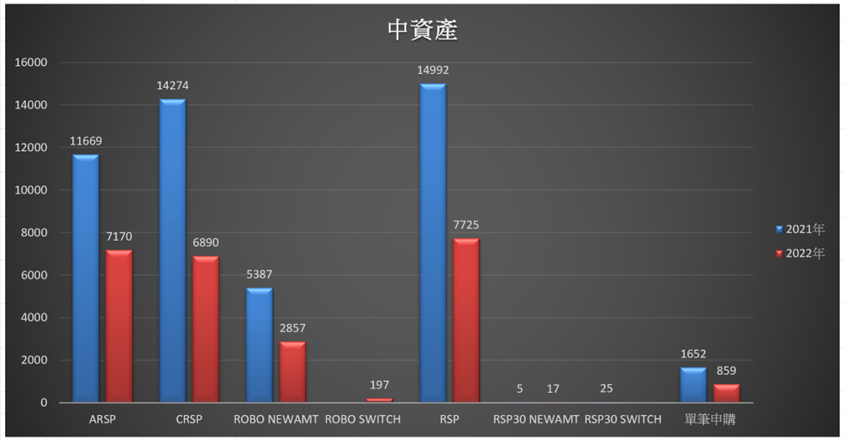 中資產
16000
14000
12000
10000
8000
6000
4000
2000
0
11669
7170
14274
6890
5387
2857
197
14992
7725
5
17
25
1652
859
ARSP
CRSP
ROBO NEWAMT
ROBO SWITCH
RSP
RSP30 NEWAMT
RSP30 SWITCH
單筆申購
2021年
2022年